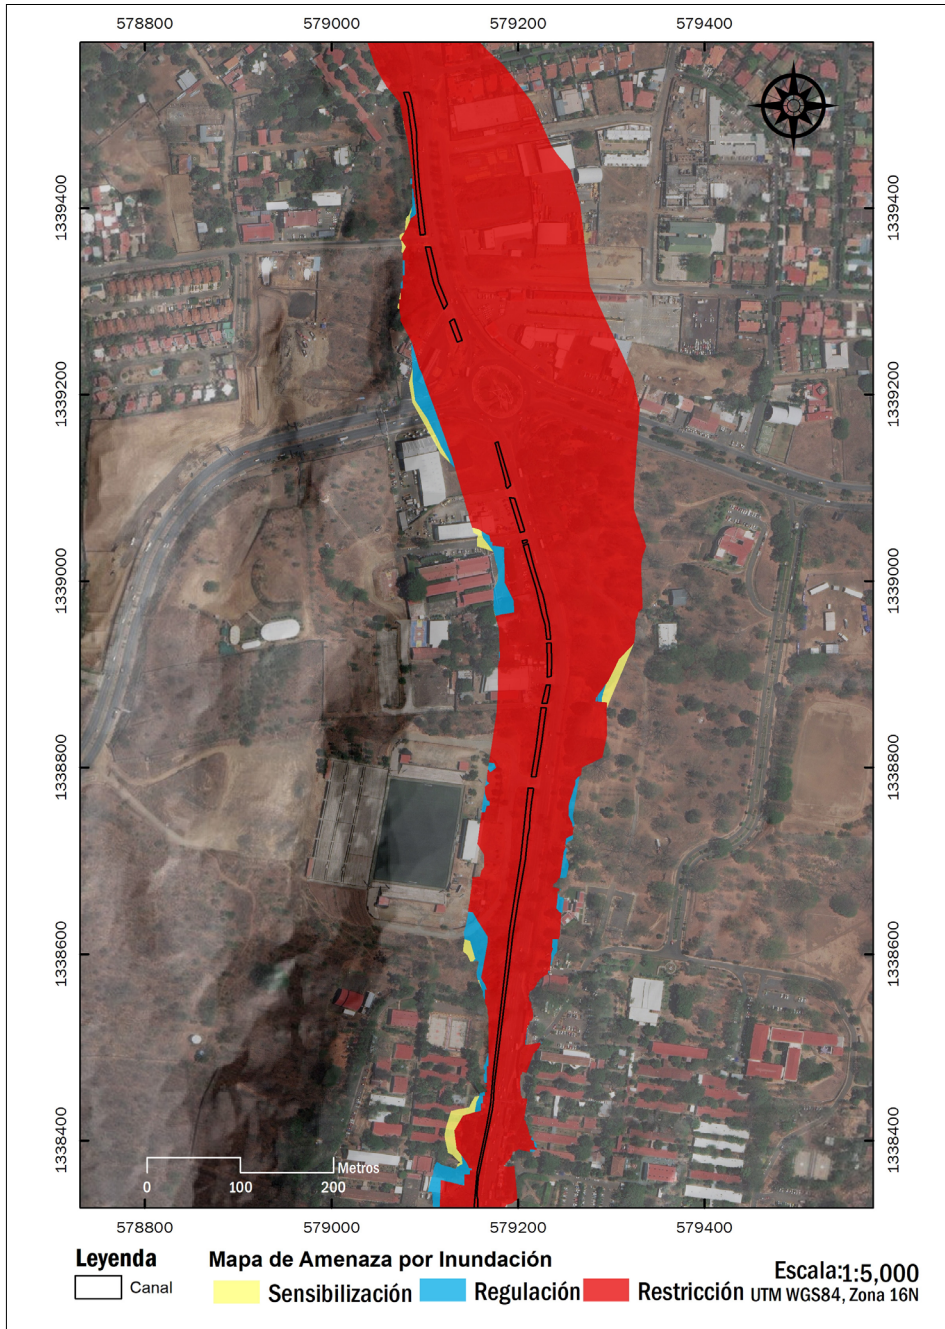 578800 579000 579200 579400
1339400 1339400
1339200 1339200
1339000 1339000
1338800 1338800
1338600 1338600
1338400 1338400
Metros
0 100 200
578800 579000 579200 579400
Leyenda
Canal
Mapa de Amenaza por Inundación
Sensibilización Regulación Restricción
Escala:1:5,000
UTM WGS84, Zona 16N